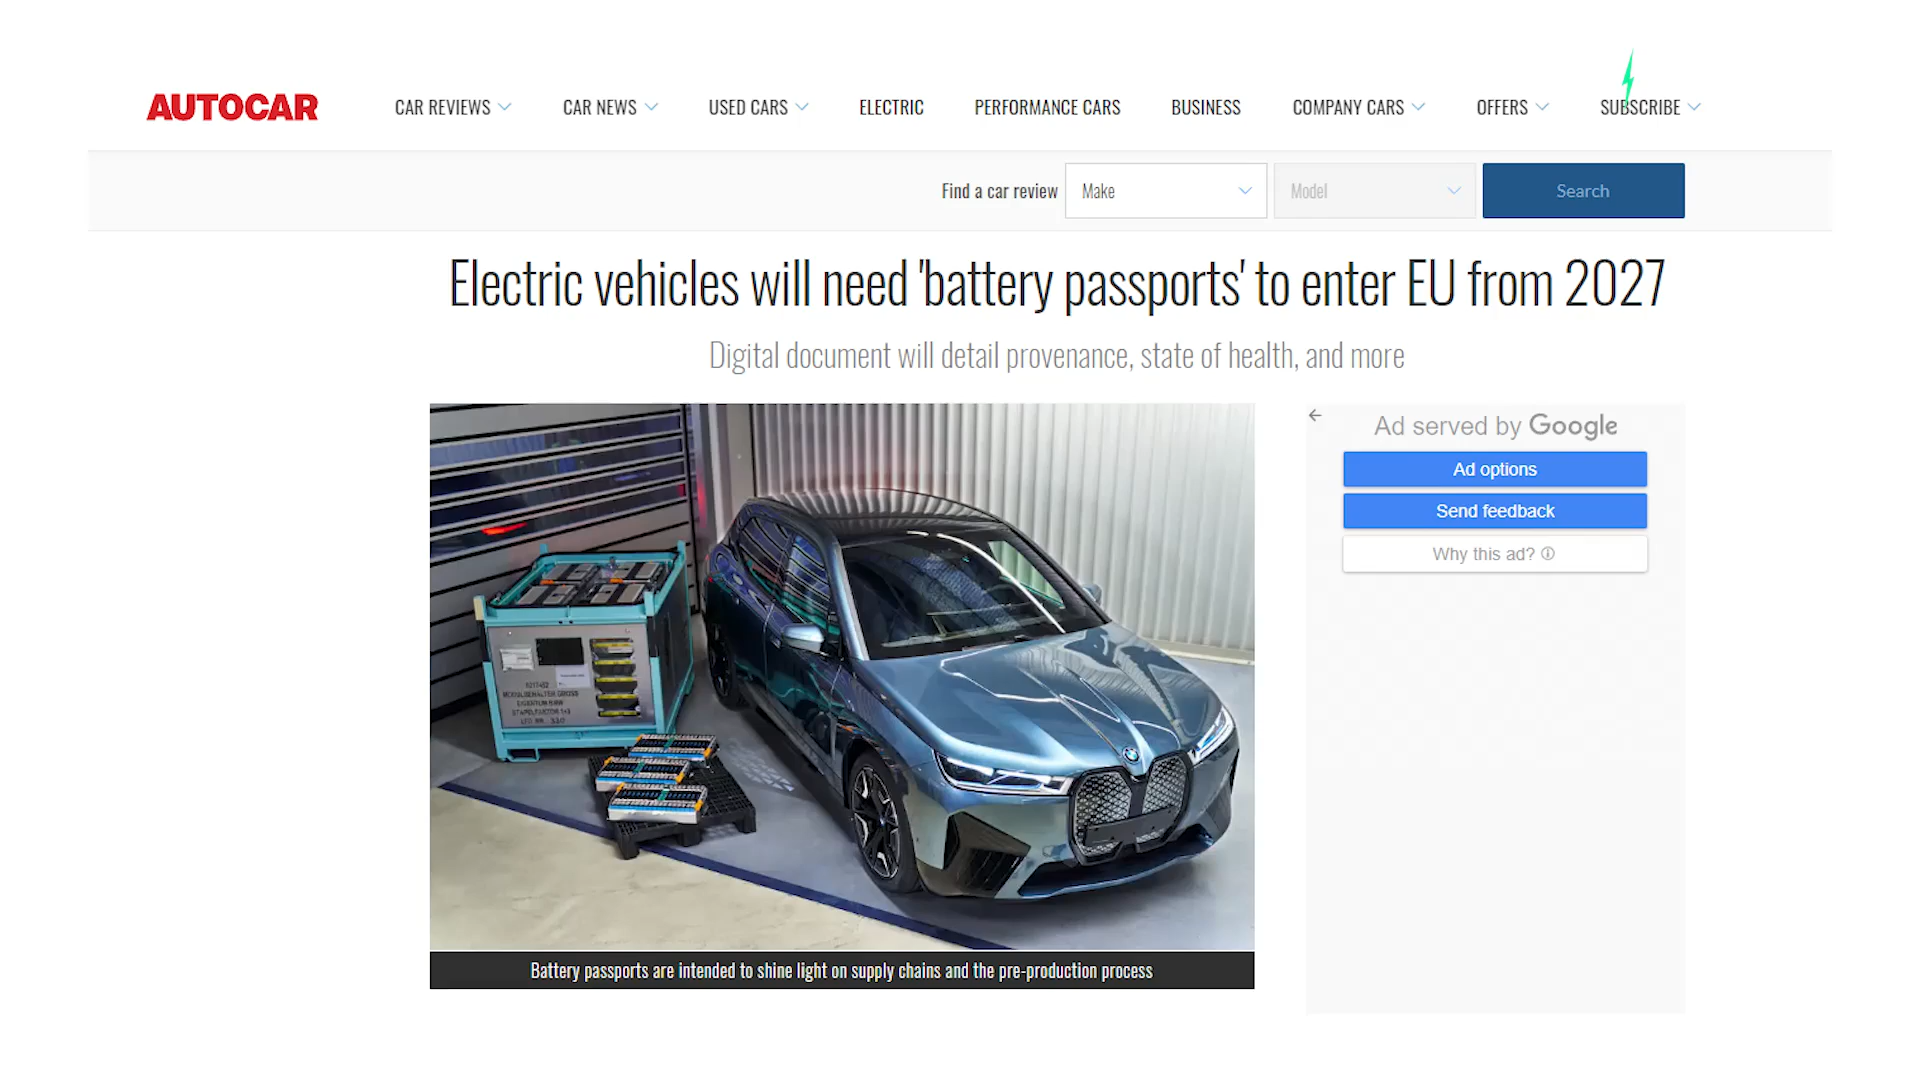 AUTOCAR
CAR REVIEWS
CAR NEWS
USED CARS
ELECTRIC
PERFORMANCE CARS
BUSINESS
COMPANY CARS
OFFERS
SUBSCRIBE
Find a car review
Make
Model
Search
Electric vehicles will need 'battery passports' to enter EU from 2027
Digital document will detail provenance, state of health, and more
Ad served by Google
Ad options
Send feedback
Why this ad?
Battery passports are intended to shine light on supply chains and the pre-production process